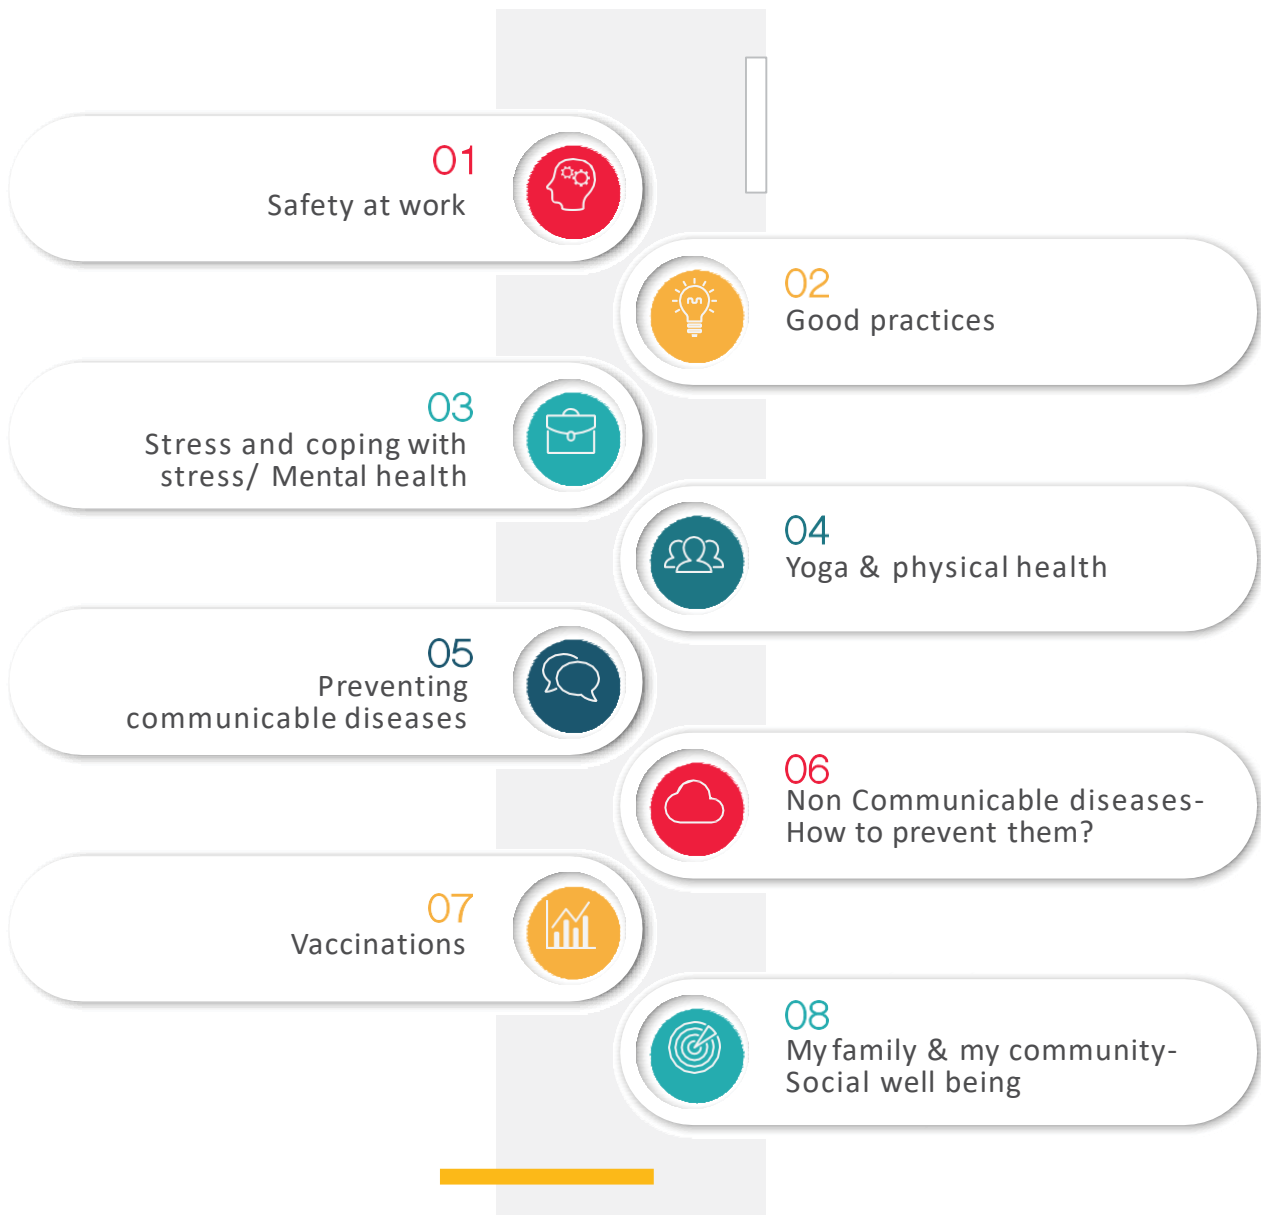 01
Safety at work
02
Good practices
03
Stress and coping with
stress/ Mental health
04
Yoga & physical health
05
Preventing
communicable diseases
06
Non Communicable diseases-
How to prevent them?
07
Vaccinations
08
My family & my community-
Social well being